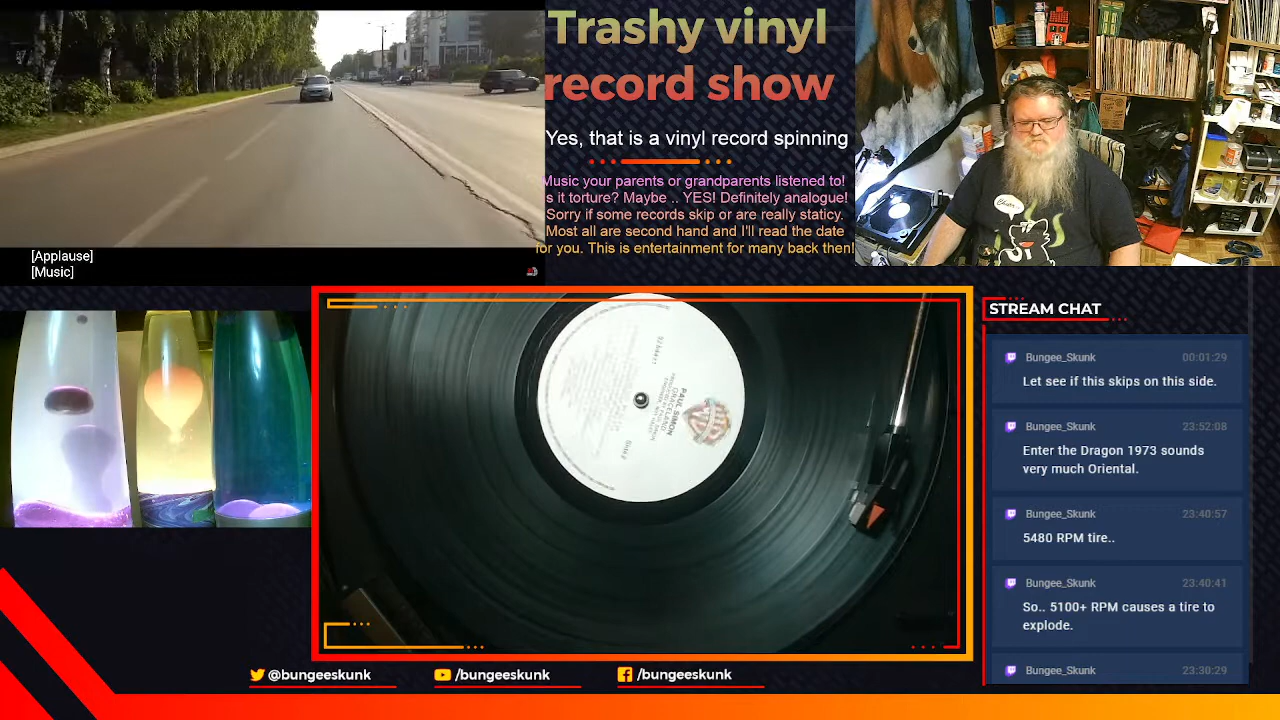 Trashy vinyl
record show
Yes, that is a vinyl record spinning
Music your parents or grandparents listened to!
s it torture? Maybe .. YES! Definitely analogue!
Sorry if some records skip or are really staticy.
Most all are second hand and I'll read the date
for you. This is entertainment for many back then!
[Applause]
[Music]
PAUL SIMON
GRACELAND
Side 2
STREAM CHAT
Bungee_Skunk 00:01:29
Let see if this skips on this side.
Bungee_Skunk 23:52:08
Enter the Dragon 1973 sounds
very much Oriental.
Bungee_Skunk 23:40:57
5480 RPM tire..
Bungee_Skunk 23:40:41
So.. 5100+ RPM causes a tire to
explode.
Bungee_Skunk 23:30:29
@bungeeskunk
/bungeeskunk
/bungeeskunk